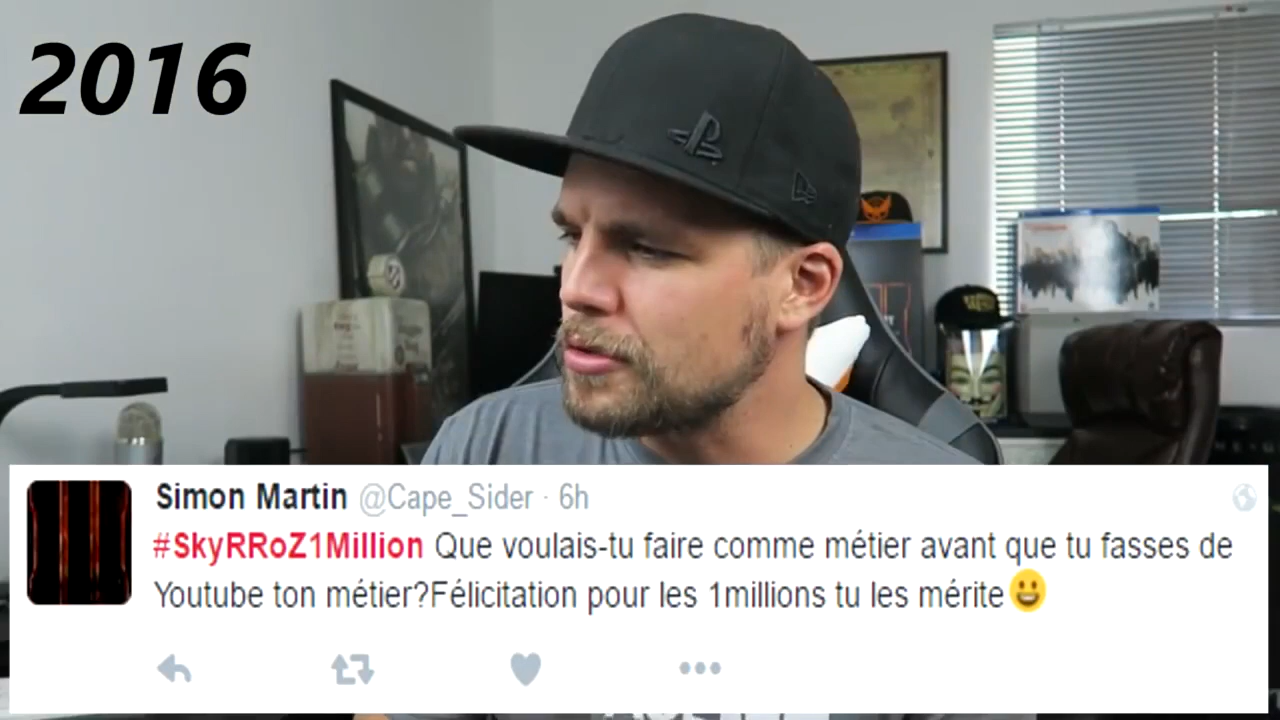 2016
Simon Martin @Cape_Sider · 6h
#SkyRRoZ1Million Que voulais-tu faire comme métier avant que tu fasses de
Youtube ton métier?Félicitation pour les 1millions tu les mérite😀